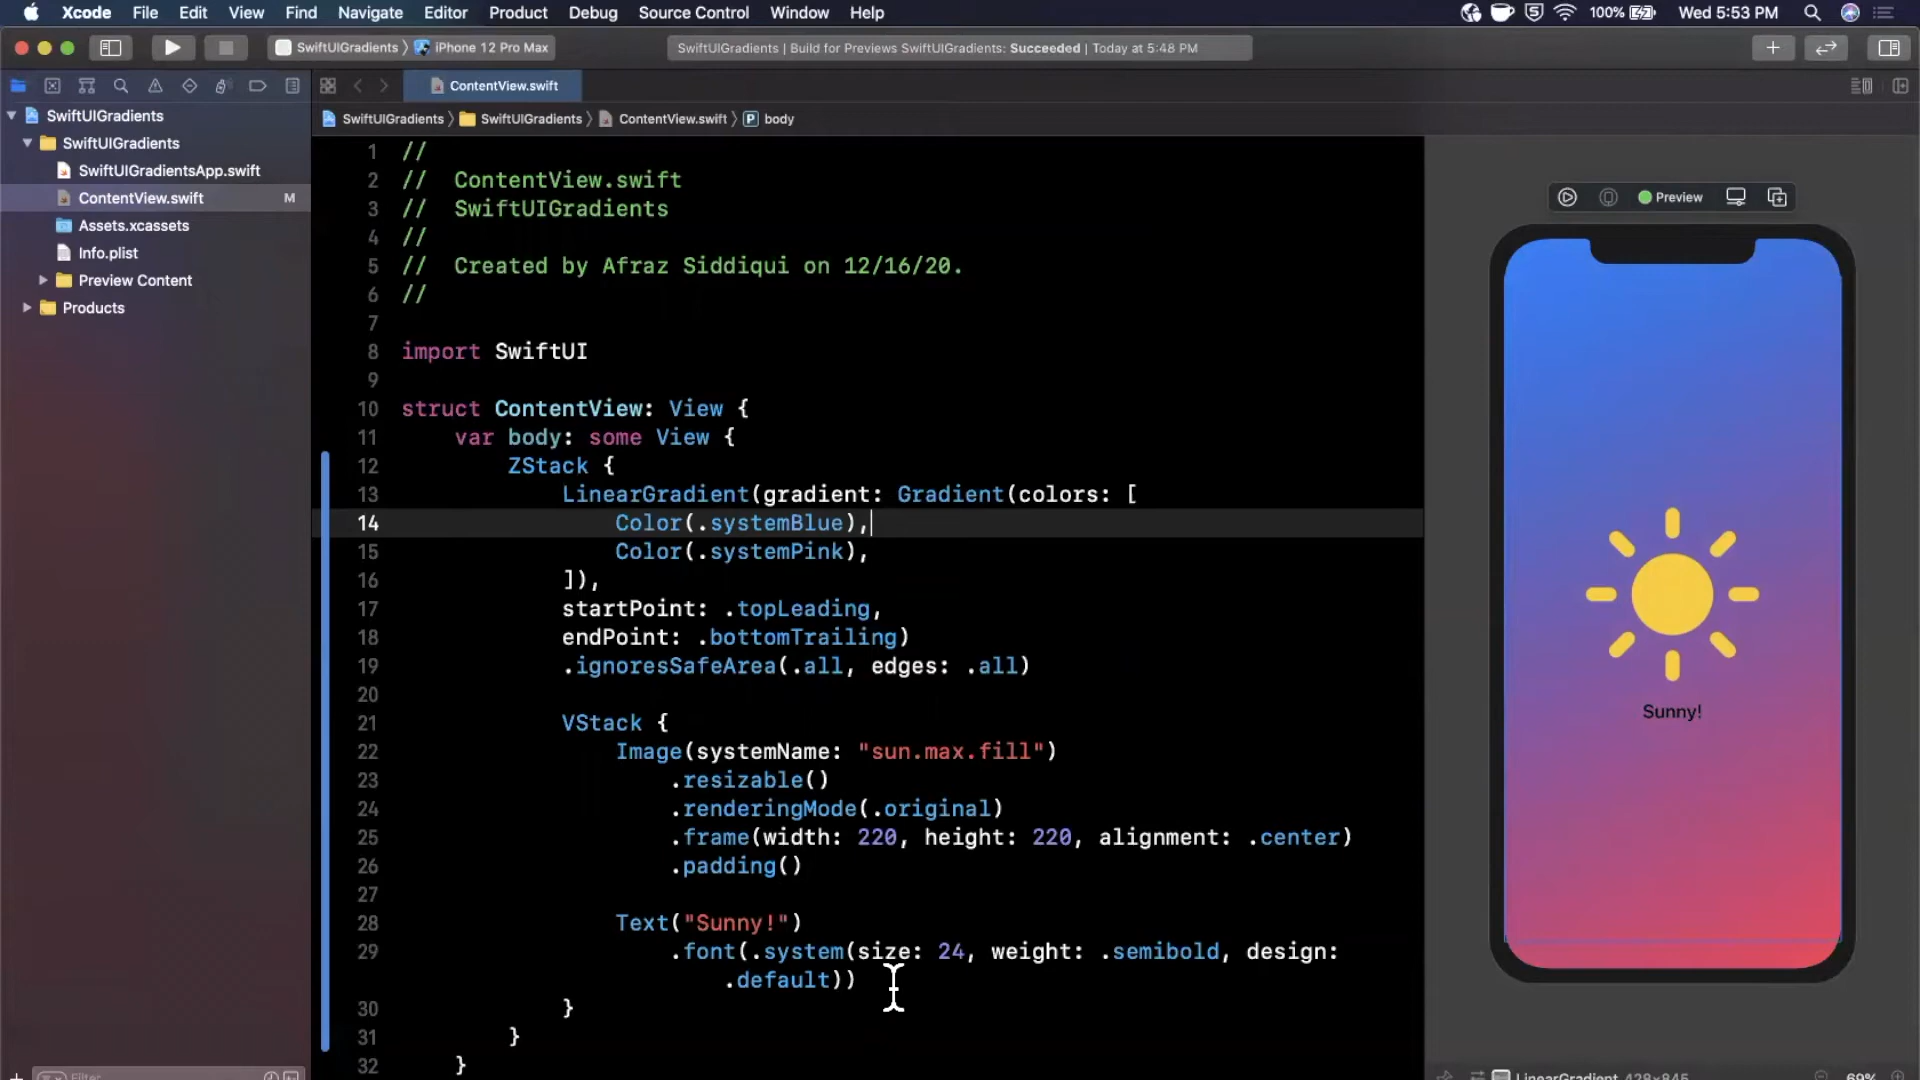 Xcode File Edit View Find Navigate Editor Product Debug Source Control Window Help 100% Wed 5:53 PM
SwiftUIGradients 〉 iPhone 12 Pro Max
SwiftUIGradients | Build for Previews SwiftUIGradients: Succeeded | Today at 5:48 PM
ContentView.swift
SwiftUIGradients 〉 SwiftUIGradients 〉 ContentView.swift 〉 P body
SwiftUIGradients
SwiftUIGradients
SwiftUIGradientsApp.swift
ContentView.swift M
Assets.xcassets
Info.plist
Preview Content
Products
Filter
1 //
2 //  ContentView.swift
3 //  SwiftUIGradients
4 //
5 //  Created by Afraz Siddiqui on 12/16/20.
6 //
7
8 import SwiftUI
9
10 struct ContentView: View {
11     var body: some View {
12         ZStack {
13             LinearGradient(gradient: Gradient(colors: [
14                 Color(.systemBlue),
15                 Color(.systemPink),
16             ]),
17             startPoint: .topLeading,
18             endPoint: .bottomTrailing)
19             .ignoresSafeArea(.all, edges: .all)
20
21             VStack {
22                 Image(systemName: "sun.max.fill")
23                     .resizable()
24                     .renderingMode(.original)
25                     .frame(width: 220, height: 220, alignment: .center)
26                     .padding()
27
28                 Text("Sunny!")
29                     .font(.system(size: 24, weight: .semibold, design:
                        .default))
30             }
31         }
32     }
Preview
Sunny!
LinearGradient 428×845 69%